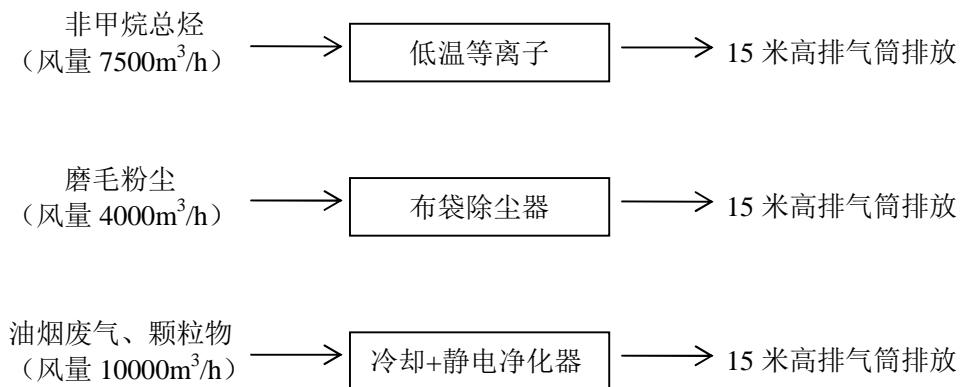 非甲烷总烃
（风量 7500m³/h）
低温等离子
15 米高排气筒排放
磨毛粉尘
（风量 4000m³/h）
布袋除尘器
15 米高排气筒排放
油烟废气、颗粒物
（风量 10000m³/h）
冷却+静电净化器
15 米高排气筒排放